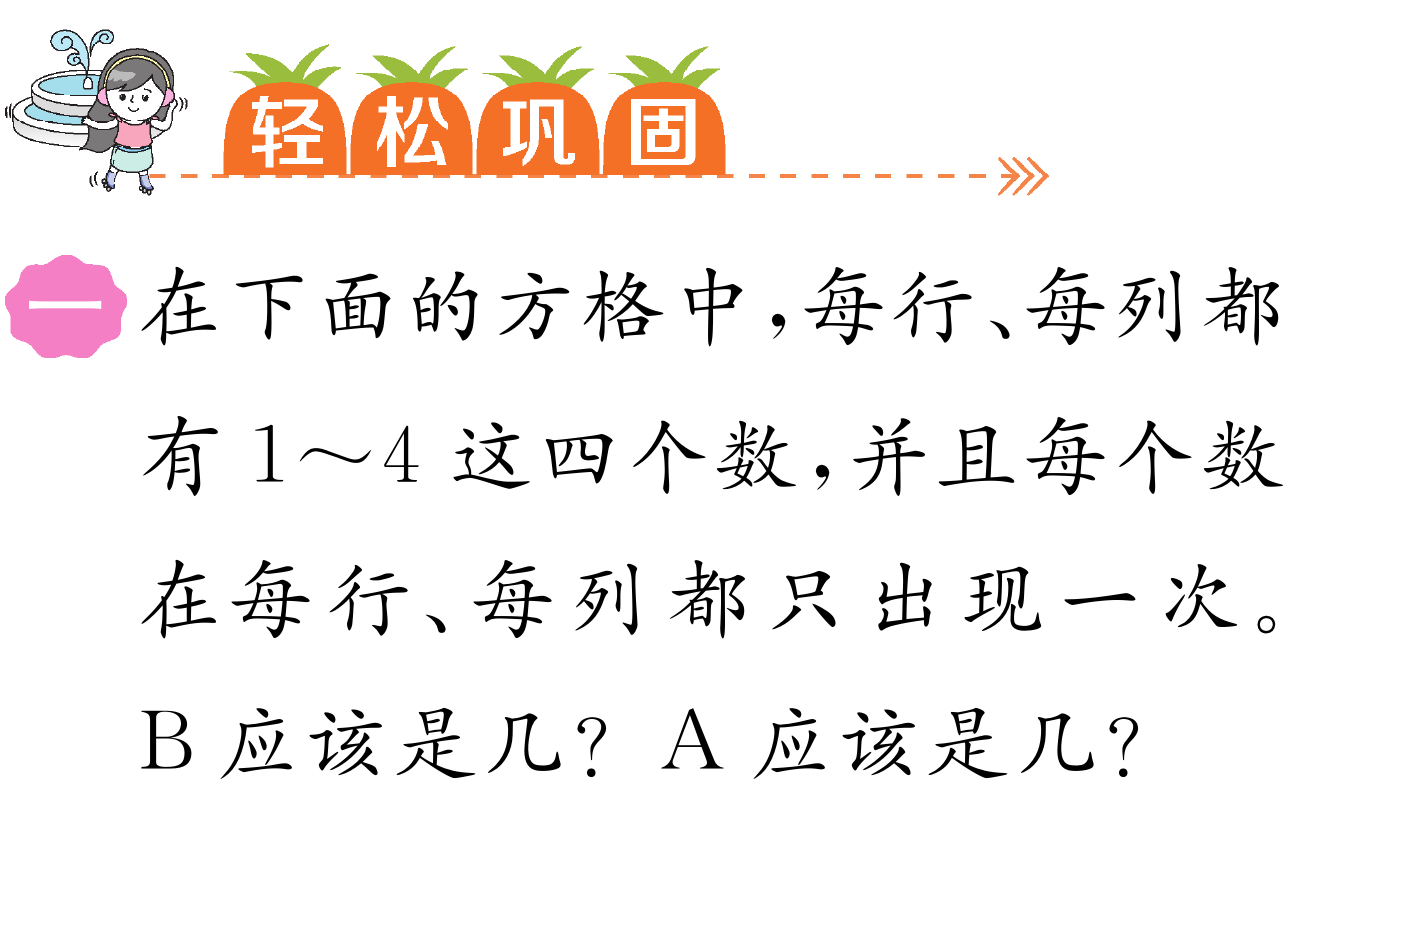 轻松巩固
一 在下面的方格中,每行、每列都
有 1～4 这四个数,并且每个数
在每行、每列都只出现一次。
B 应该是几? A 应该是几?